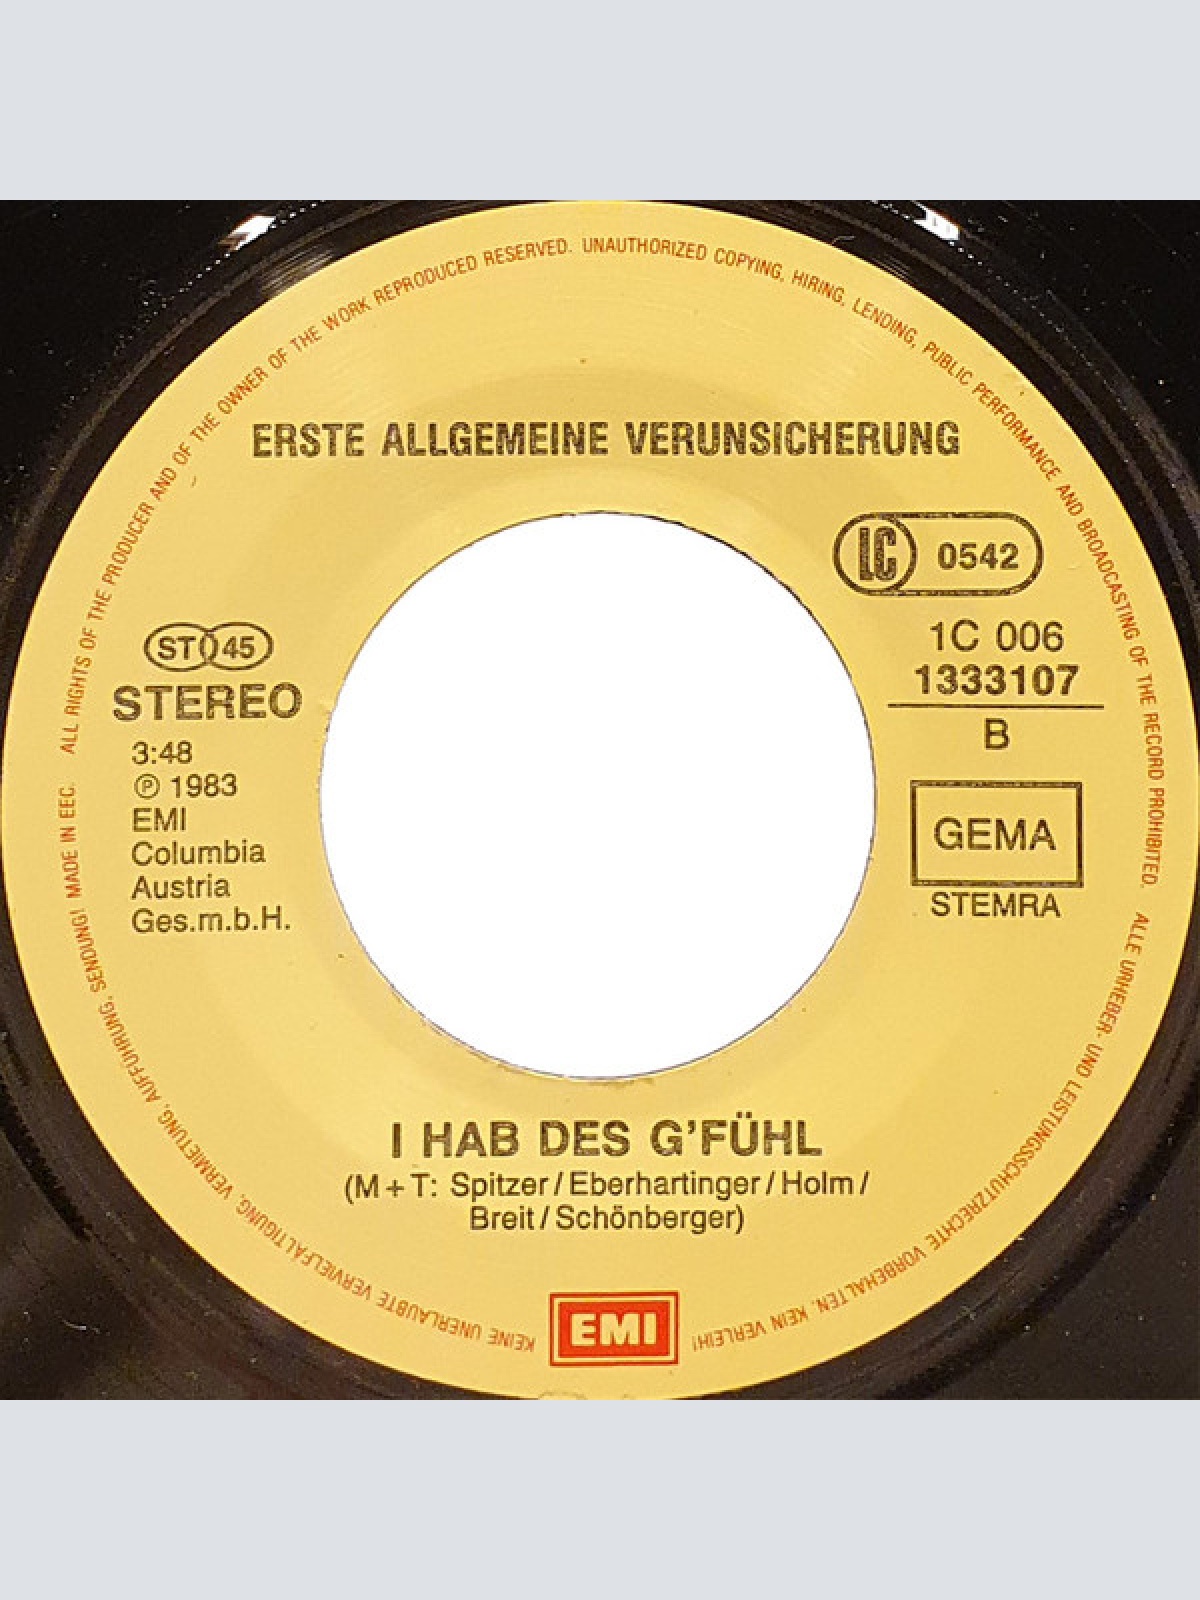 ALL RIGHTS OF THE PRODUCER AND OF THE OWNER OF THE WORK REPRODUCED RESERVED. UNAUTHORIZED COPYING, HIRING, LENDING, PUBLIC PERFORMANCE AND BROADCASTING OF THE RECORD PROHIBITED.
ERSTE ALLGEMEINE VERUNSICHERUNG
LC 0542
1C 006
1333107
B
GEMA
STEMRA
ST 45
STEREO
3:48
℗ 1983
EMI
Columbia
Austria
Ges.m.b.H.
I HAB DES G'FÜHL
(M + T: Spitzer / Eberhartinger / Holm /
Breit / Schönberger)
EMI
ALLE URHEBER- UND LEISTUNGSSCHUTZRECHTE VORBEHALTEN. KEIN VERLEIH! KEINE UNERLAUBTE VERVIELFÄLTIGUNG, VERMIETUNG, AUFFÜHRUNG, SENDUNG! MADE IN EEC.